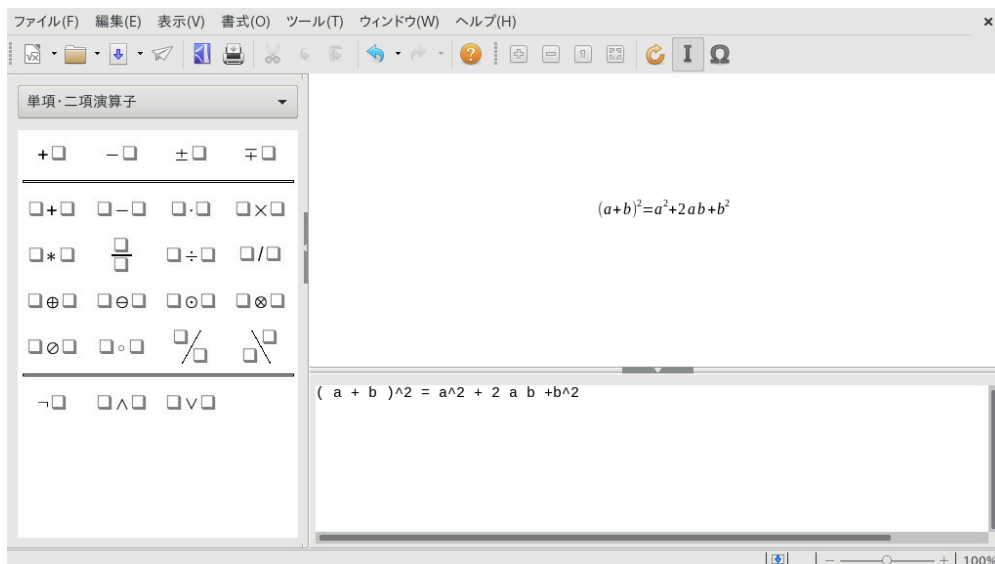 ファイル(F) 編集(E) 表示(V) 書式(O) ツール(T) ウィンドウ(W) ヘルプ(H)
単項·二項演算子
+□ −□ ±□ ∓□
□+□ □−□ □·□ □×□
□∗□ □/□ □÷□ □/□
□⊕□ □⊖□ □⊙□ □⊗□
□⊘□ □∘□ □/□ □\□
¬□ □∧□ □∨□
(a+b)²=a²+2ab+b²
( a + b )^2 = a^2 + 2 a b +b^2
100%